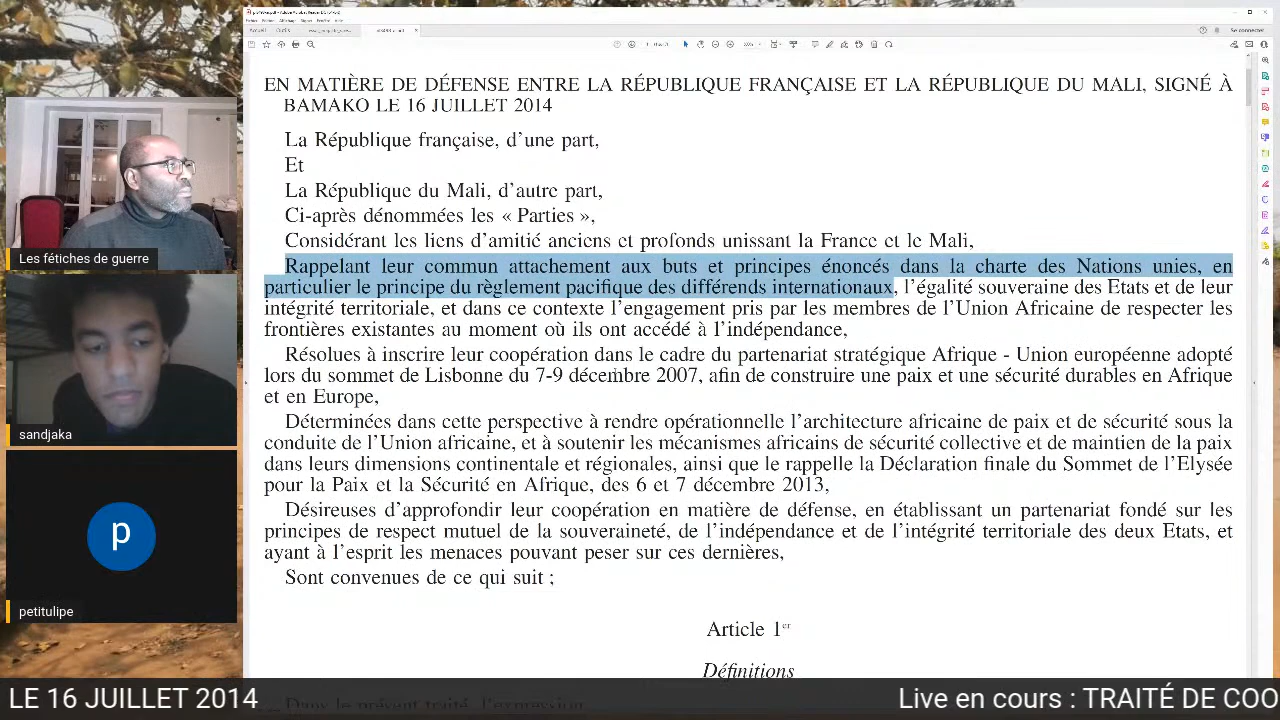 Accueil Outils
Se connecter
EN MATIÈRE DE DÉFENSE ENTRE LA RÉPUBLIQUE FRANÇAISE ET LA RÉPUBLIQUE DU MALI, SIGNÉ À
BAMAKO LE 16 JUILLET 2014
La République française, d’une part,
Et
La République du Mali, d’autre part,
Ci-après dénommées les « Parties »,
Considérant les liens d’amitié anciens et profonds unissant la France et le Mali,
Rappelant leur commun attachement aux buts et principes énoncés dans la charte des Nations unies, en
particulier le principe du règlement pacifique des différends internationaux, l’égalité souveraine des Etats et de leur
intégrité territoriale, et dans ce contexte l’engagement pris par les membres de l’Union Africaine de respecter les
frontières existantes au moment où ils ont accédé à l’indépendance,
Résolues à inscrire leur coopération dans le cadre du partenariat stratégique Afrique - Union européenne adopté
lors du sommet de Lisbonne du 7-9 décembre 2007, afin de construire une paix et une sécurité durables en Afrique
et en Europe,
Déterminées dans cette perspective à rendre opérationnelle l’architecture africaine de paix et de sécurité sous la
conduite de l’Union africaine, et à soutenir les mécanismes africains de sécurité collective et de maintien de la paix
dans leurs dimensions continentale et régionales, ainsi que le rappelle la Déclaration finale du Sommet de l’Elysée
pour la Paix et la Sécurité en Afrique, des 6 et 7 décembre 2013,
Désireuses d’approfondir leur coopération en matière de défense, en établissant un partenariat fondé sur les
principes de respect mutuel de la souveraineté, de l’indépendance et de l’intégrité territoriale des deux Etats, et
ayant à l’esprit les menaces pouvant peser sur ces dernières,
Sont convenues de ce qui suit ;
Article 1er
Définitions
Dans le présent traité, l’expression
Les fétiches de guerre
sandjaka
p
petitulipe
LE 16 JUILLET 2014
Live en cours : TRAITÉ DE COO